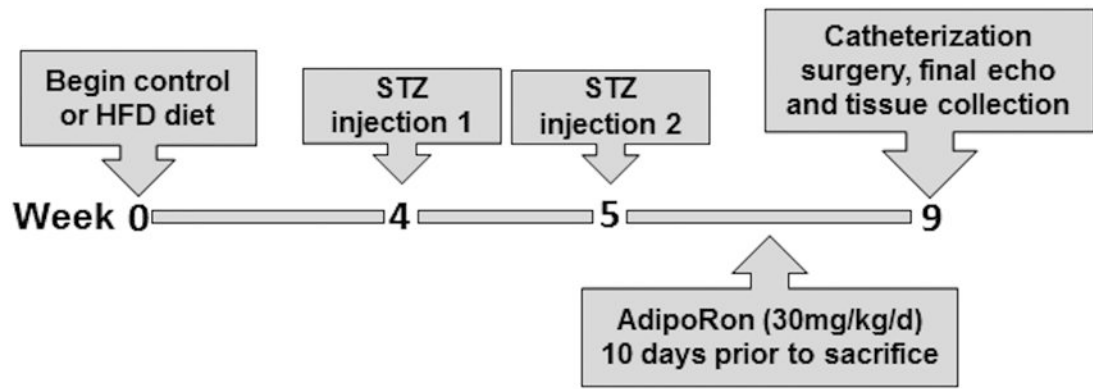 Begin control
or HFD diet
STZ
injection 1
STZ
injection 2
Catheterization
surgery, final echo
and tissue collection
Week 0 4 5 9
AdipoRon (30mg/kg/d)
10 days prior to sacrifice